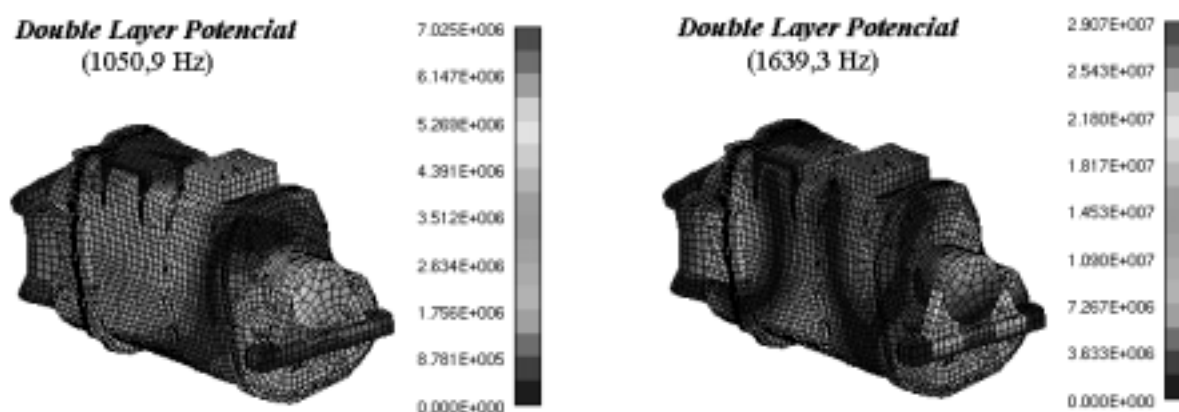 Double Layer Potencial
(1050,9 Hz)
7.025E+006
6.147E+006
5.269E+006
4.391E+006
3.512E+006
2.634E+006
1.756E+006
8.781E+005
0.000E+000
Double Layer Potencial
(1639,3 Hz)
2.907E+007
2.543E+007
2.180E+007
1.817E+007
1.453E+007
1.090E+007
7.267E+006
3.633E+006
0.000E+000